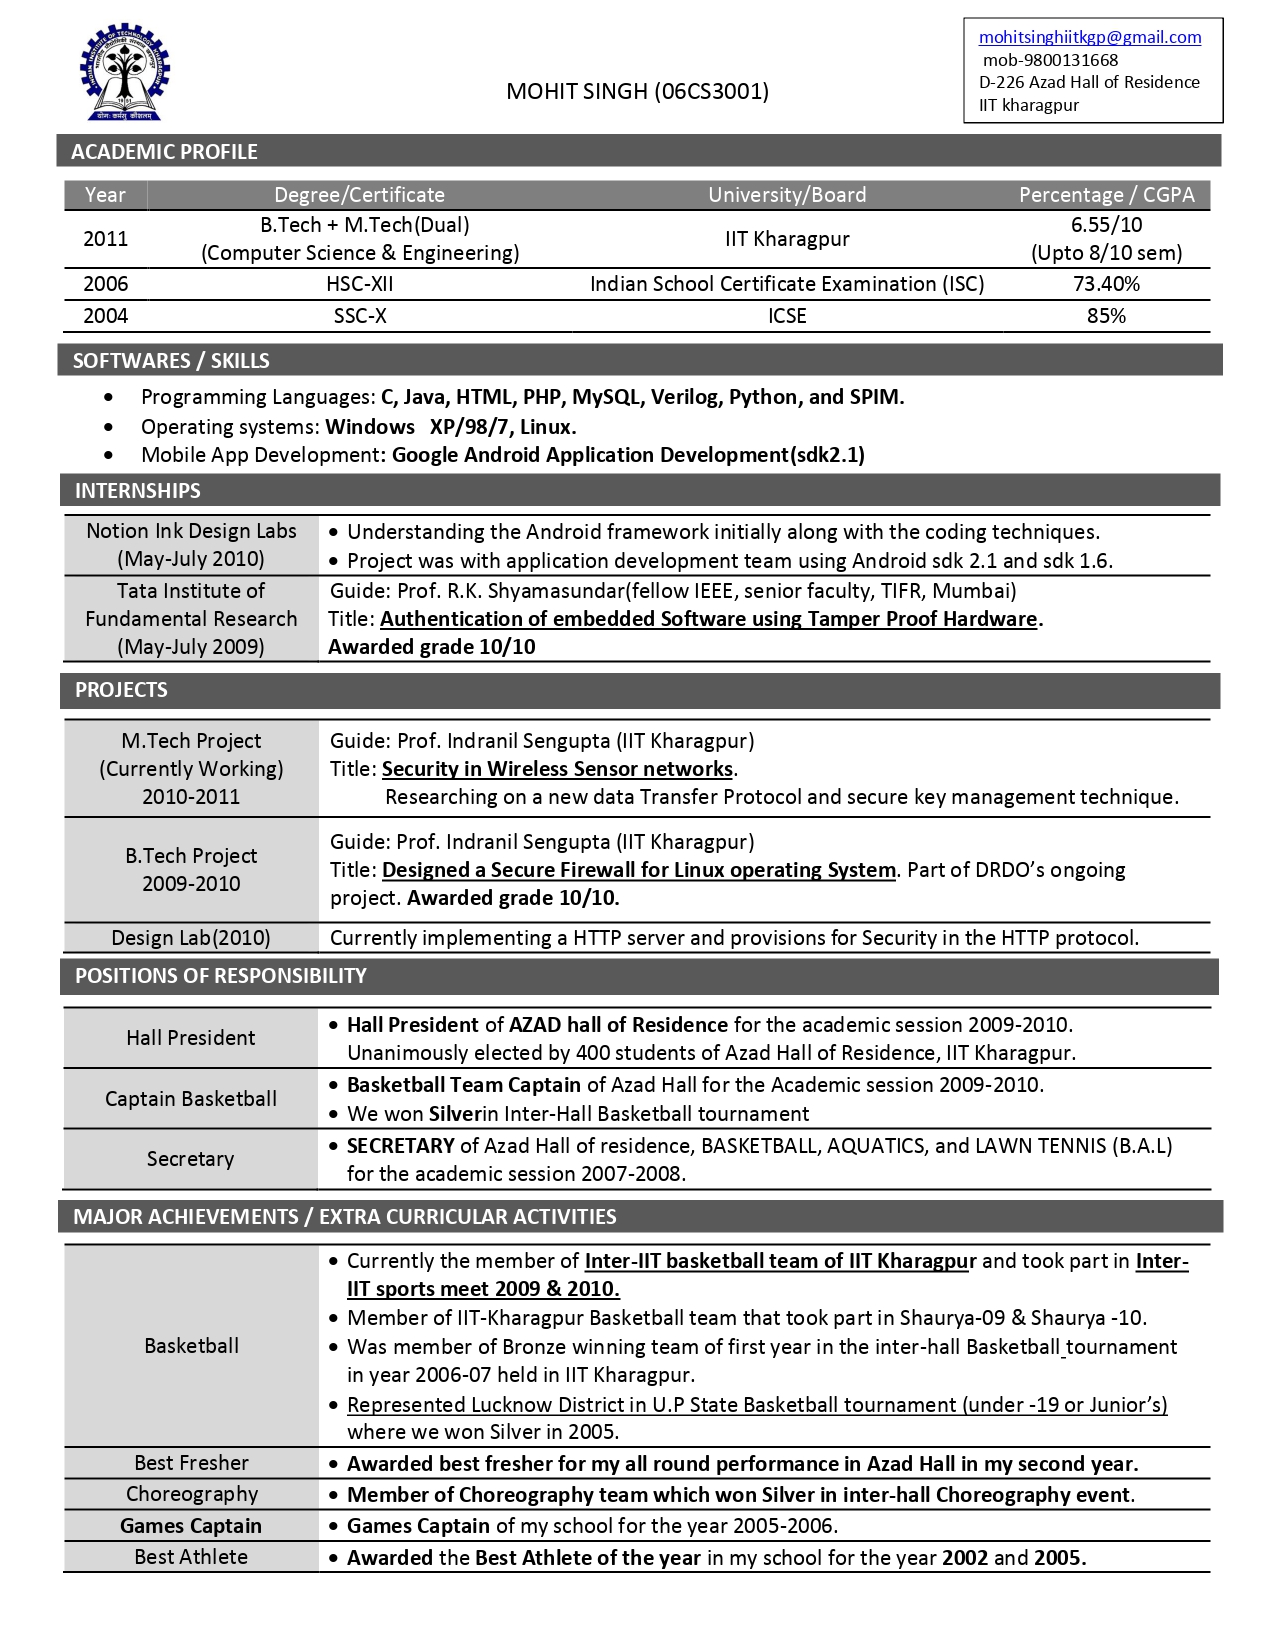 mohitsinghiitkgp@gmail.com
mob-9800131668
D-226 Azad Hall of Residence
IIT kharagpur
MOHIT SINGH (06CS3001)
ACADEMIC PROFILE
Year Degree/Certificate University/Board Percentage / CGPA
2011 B.Tech + M.Tech(Dual) (Computer Science & Engineering) IIT Kharagpur 6.55/10 (Upto 8/10 sem)
2006 HSC-XII Indian School Certificate Examination (ISC) 73.40%
2004 SSC-X ICSE 85%
SOFTWARES / SKILLS
• Programming Languages: C, Java, HTML, PHP, MySQL, Verilog, Python, and SPIM.
• Operating systems: Windows XP/98/7, Linux.
• Mobile App Development: Google Android Application Development(sdk2.1)
INTERNSHIPS
Notion Ink Design Labs
(May-July 2010)
• Understanding the Android framework initially along with the coding techniques.
• Project was with application development team using Android sdk 2.1 and sdk 1.6.
Tata Institute of
Fundamental Research
(May-July 2009)
Guide: Prof. R.K. Shyamasundar(fellow IEEE, senior faculty, TIFR, Mumbai)
Title: Authentication of embedded Software using Tamper Proof Hardware.
Awarded grade 10/10
PROJECTS
M.Tech Project
(Currently Working)
2010-2011
Guide: Prof. Indranil Sengupta (IIT Kharagpur)
Title: Security in Wireless Sensor networks.
Researching on a new data Transfer Protocol and secure key management technique.
B.Tech Project
2009-2010
Guide: Prof. Indranil Sengupta (IIT Kharagpur)
Title: Designed a Secure Firewall for Linux operating System. Part of DRDO’s ongoing
project. Awarded grade 10/10.
Design Lab(2010)
Currently implementing a HTTP server and provisions for Security in the HTTP protocol.
POSITIONS OF RESPONSIBILITY
Hall President
• Hall President of AZAD hall of Residence for the academic session 2009-2010.
Unanimously elected by 400 students of Azad Hall of Residence, IIT Kharagpur.
Captain Basketball
• Basketball Team Captain of Azad Hall for the Academic session 2009-2010.
• We won Silverin Inter-Hall Basketball tournament
Secretary
• SECRETARY of Azad Hall of residence, BASKETBALL, AQUATICS, and LAWN TENNIS (B.A.L)
for the academic session 2007-2008.
MAJOR ACHIEVEMENTS / EXTRA CURRICULAR ACTIVITIES
Basketball
• Currently the member of Inter-IIT basketball team of IIT Kharagpur and took part in Inter-
IIT sports meet 2009 & 2010.
• Member of IIT-Kharagpur Basketball team that took part in Shaurya-09 & Shaurya -10.
• Was member of Bronze winning team of first year in the inter-hall Basketball tournament
in year 2006-07 held in IIT Kharagpur.
• Represented Lucknow District in U.P State Basketball tournament (under -19 or Junior’s)
where we won Silver in 2005.
Best Fresher
• Awarded best fresher for my all round performance in Azad Hall in my second year.
Choreography
• Member of Choreography team which won Silver in inter-hall Choreography event.
Games Captain
• Games Captain of my school for the year 2005-2006.
Best Athlete
• Awarded the Best Athlete of the year in my school for the year 2002 and 2005.